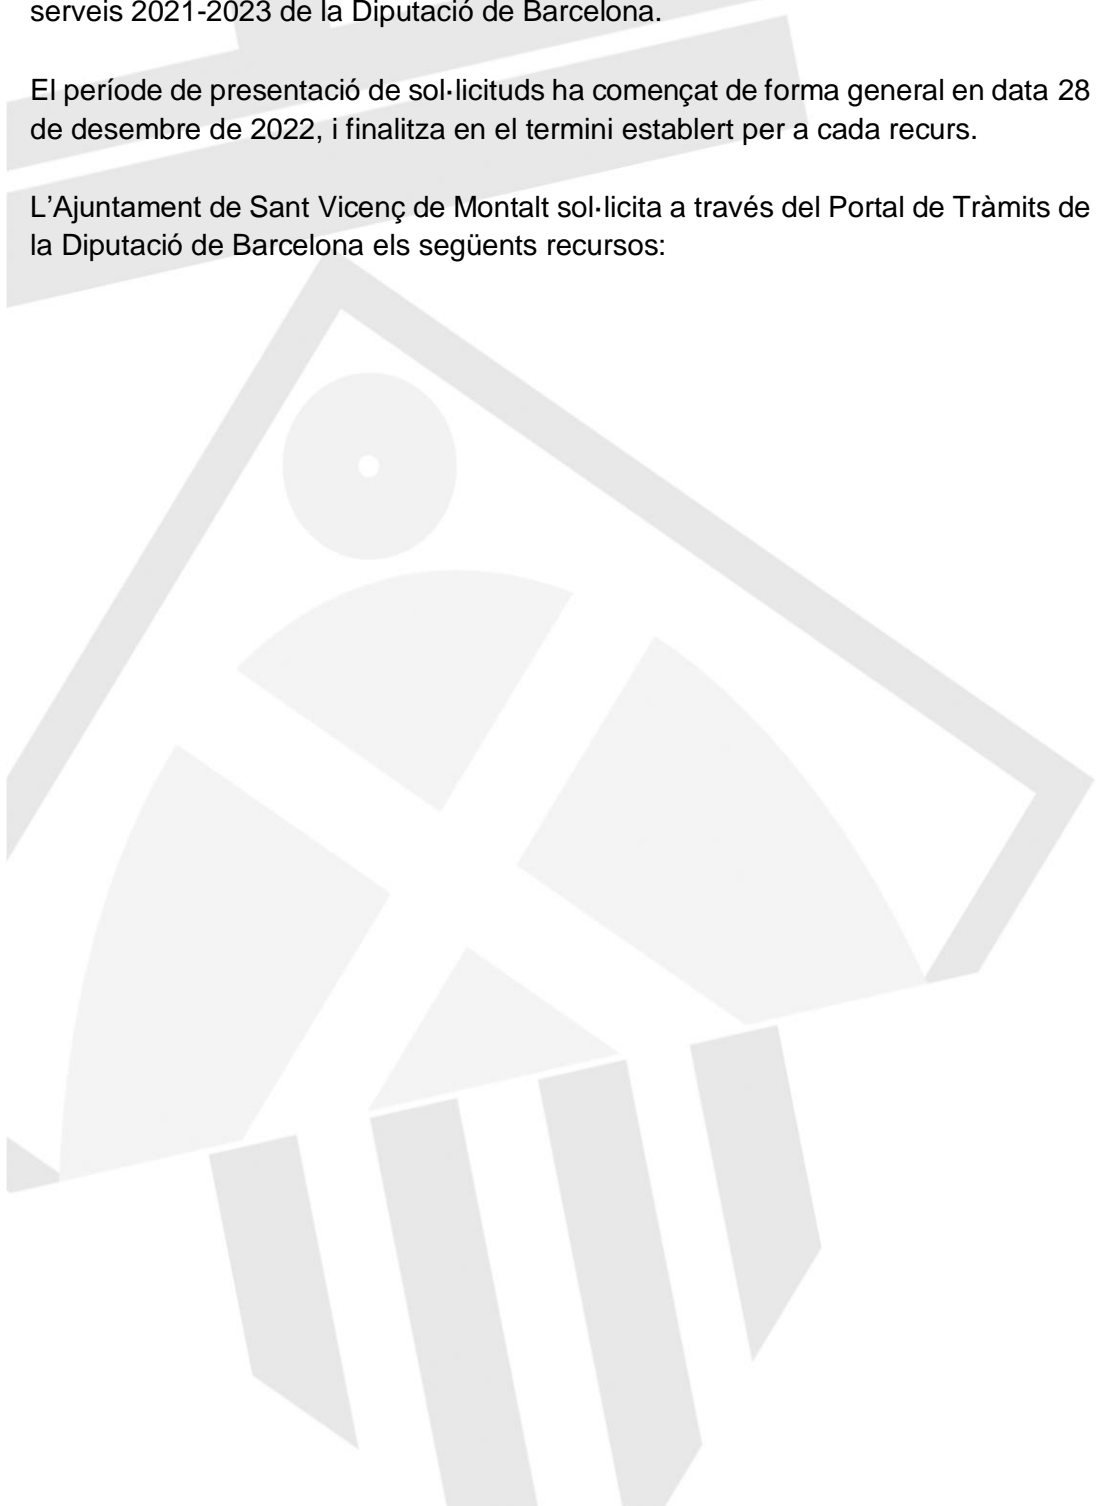 serveis 2021-2023 de la Diputació de Barcelona.
El període de presentació de sol·licituds ha començat de forma general en data 28
de desembre de 2022, i finalitza en el termini establert per a cada recurs.
L’Ajuntament de Sant Vicenç de Montalt sol·licita a través del Portal de Tràmits de
la Diputació de Barcelona els següents recursos: